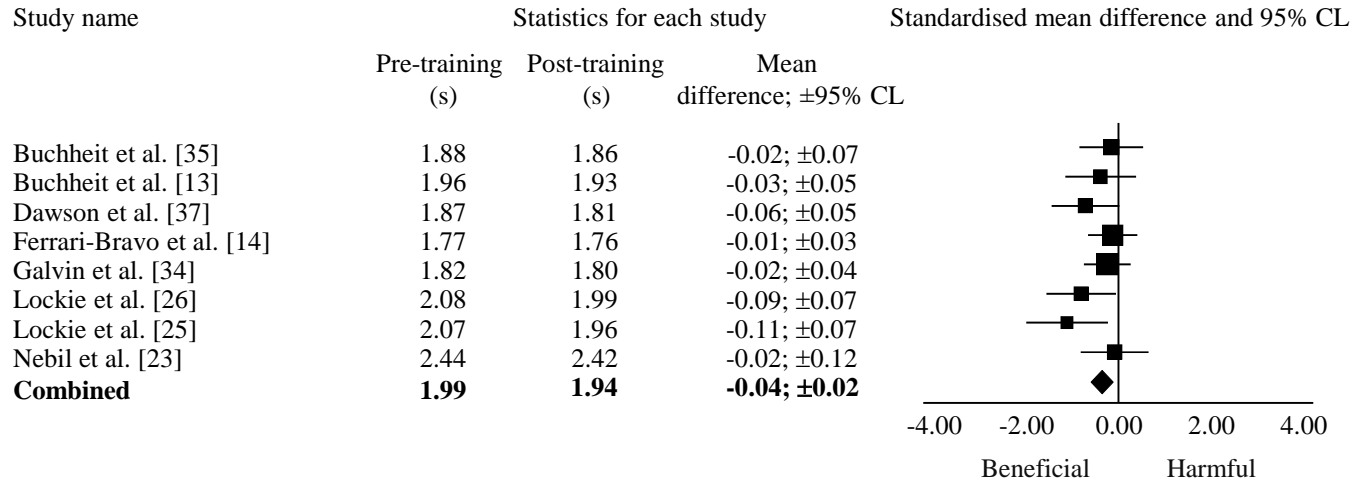 Study name Statistics for each study Standardised mean difference and 95% CL
Pre-training Post-training Mean
(s) (s) difference; ±95% CL
Buchheit et al. [35] 1.88 1.86 -0.02; ±0.07
Buchheit et al. [13] 1.96 1.93 -0.03; ±0.05
Dawson et al. [37] 1.87 1.81 -0.06; ±0.05
Ferrari-Bravo et al. [14] 1.77 1.76 -0.01; ±0.03
Galvin et al. [34] 1.82 1.80 -0.02; ±0.04
Lockie et al. [26] 2.08 1.99 -0.09; ±0.07
Lockie et al. [25] 2.07 1.96 -0.11; ±0.07
Nebil et al. [23] 2.44 2.42 -0.02; ±0.12
Combined 1.99 1.94 -0.04; ±0.02
-4.00 -2.00 0.00 2.00 4.00
Beneficial Harmful